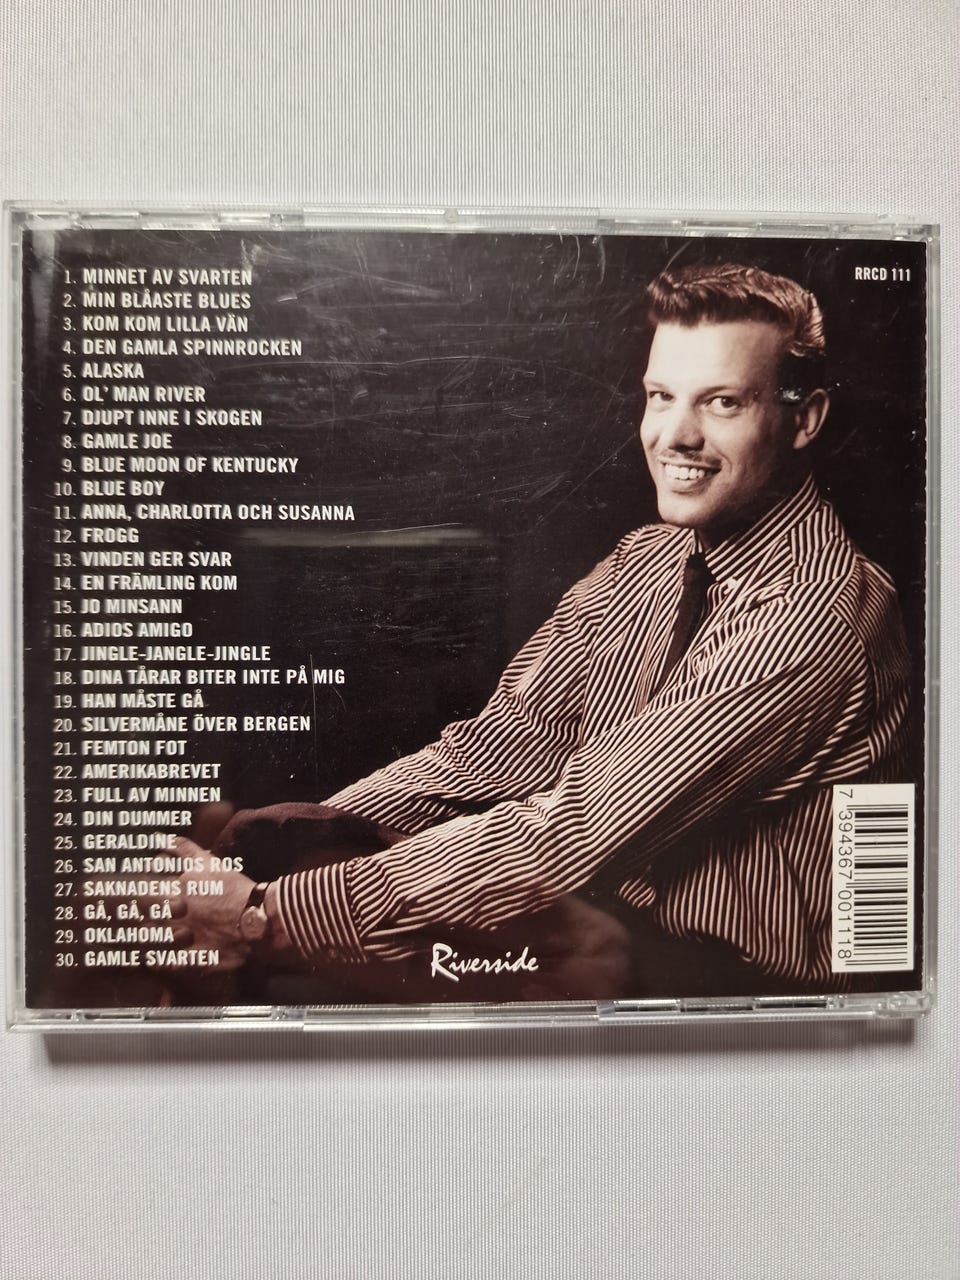 RRCD 111
1. MINNET AV SVARTEN
2. MIN BLÅASTE BLUES
3. KOM KOM LILLA VÄN
4. DEN GAMLA SPINNROCKEN
5. ALASKA
6. OL' MAN RIVER
7. DJUPT INNE I SKOGEN
8. GAMLE JOE
9. BLUE MOON OF KENTUCKY
10. BLUE BOY
11. ANNA, CHARLOTTA OCH SUSANNA
12. FROGG
13. VINDEN GER SVAR
14. EN FRÄMLING KOM
15. JO MINSANN
16. ADIOS AMIGO
17. JINGLE-JANGLE-JINGLE
18. DINA TÅRAR BITER INTE PÅ MIG
19. HAN MÅSTE GÅ
20. SILVERMÅNE ÖVER BERGEN
21. FEMTON FOT
22. AMERIKABREVET
23. FULL AV MINNEN
24. DIN DUMMER
25. GERALDINE
26. SAN ANTONIOS ROS
27. SAKNADENS RUM
28. GÅ, GÅ, GÅ
29. OKLAHOMA
30. GAMLE SVARTEN
Riverside
7 394367 001118